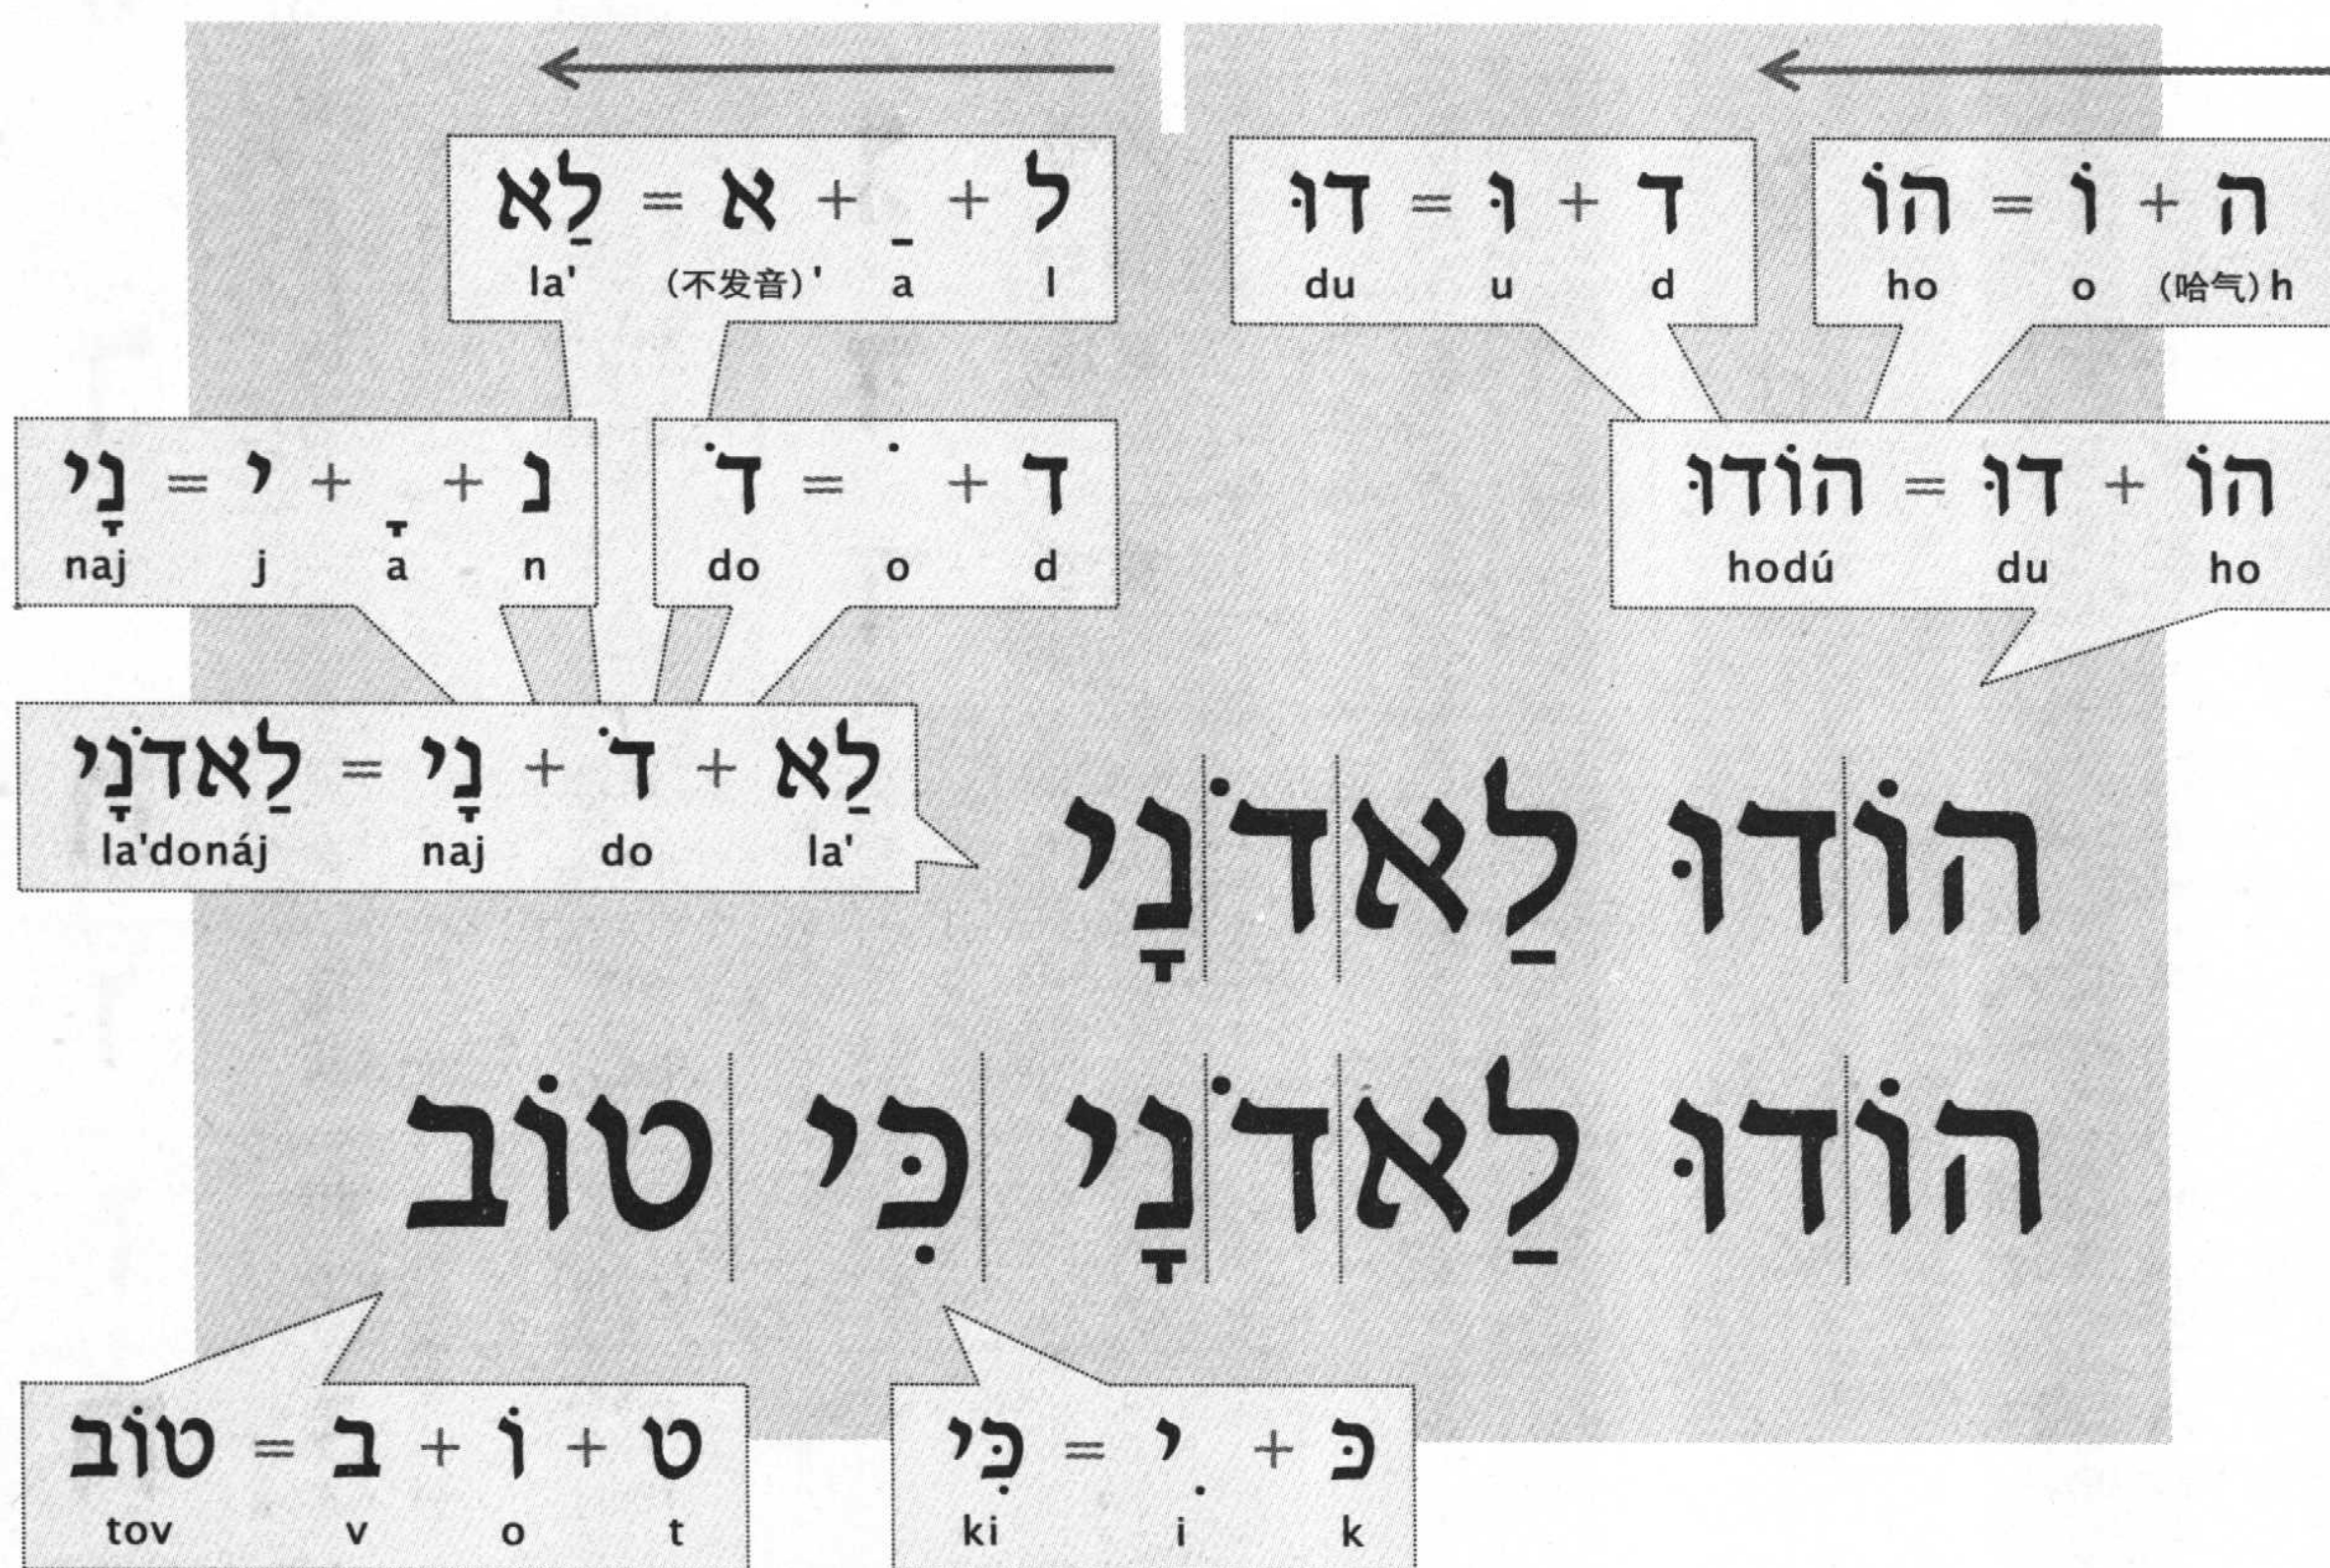 ה + וֹ = הוֹ
ho o (哈气)h
ד + וּ = דוּ
du u d
ל + ַ + א = לַא
la' (不发音)' a l
הוֹ + דוּ = הוֹדוּ
hodú du ho
ד + ֹ = דֹ
do o d
נ + ָ + י = נָי
naj j a n
לַא + דֹ + נָי = לַאדֹנָי
la'donáj naj do la'
הוֹדוּ לַאדֹנָי
הוֹדוּ לַאדֹנָי כִּי טוֹב
כּ + ִי = כִּי
ki i k
ט + וֹ + ב = טוֹב
tov v o t